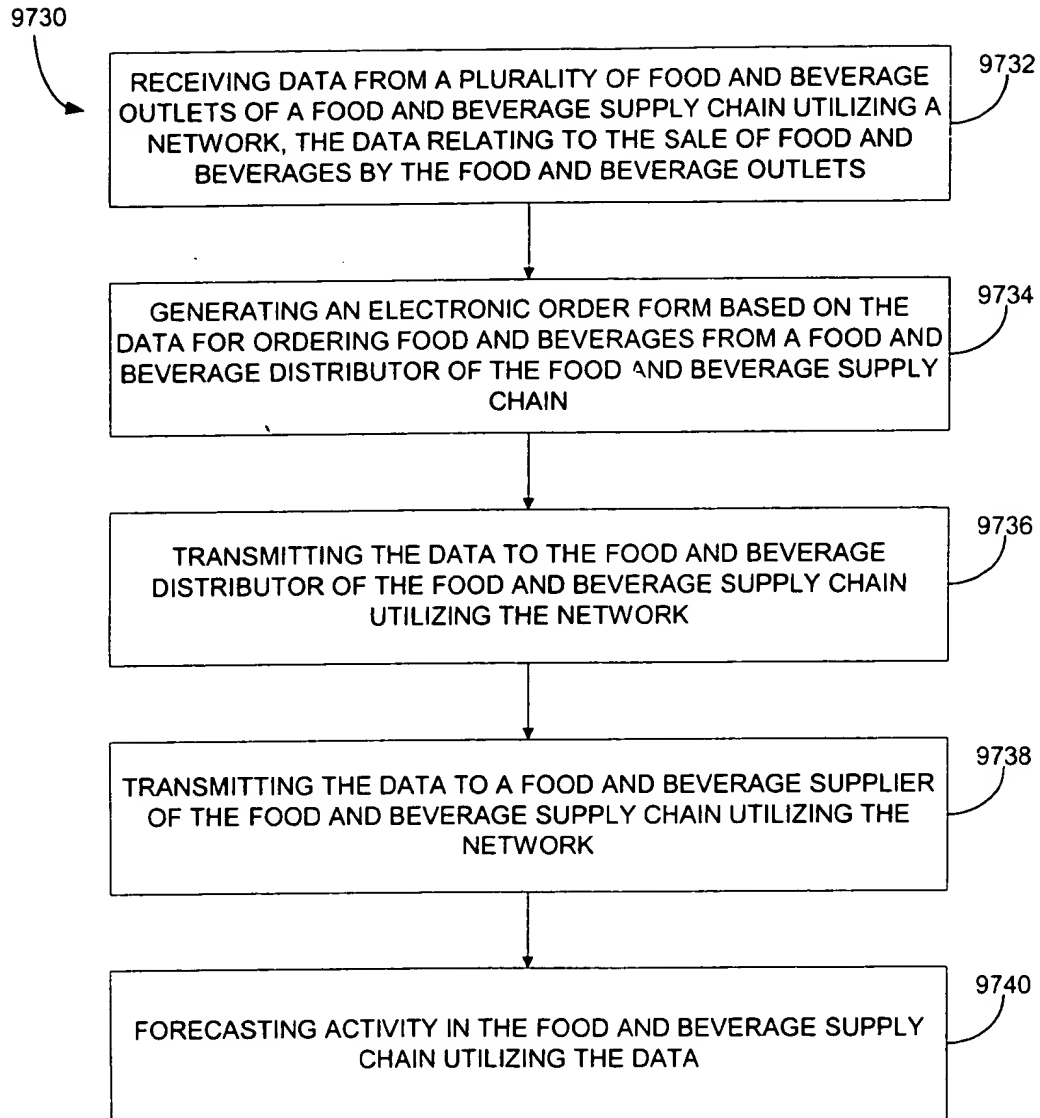 9730
RECEIVING DATA FROM A PLURALITY OF FOOD AND BEVERAGE
OUTLETS OF A FOOD AND BEVERAGE SUPPLY CHAIN UTILIZING A
NETWORK, THE DATA RELATING TO THE SALE OF FOOD AND
BEVERAGES BY THE FOOD AND BEVERAGE OUTLETS
9732
GENERATING AN ELECTRONIC ORDER FORM BASED ON THE
DATA FOR ORDERING FOOD AND BEVERAGES FROM A FOOD AND
BEVERAGE DISTRIBUTOR OF THE FOOD AND BEVERAGE SUPPLY
CHAIN
9734
TRANSMITTING THE DATA TO THE FOOD AND BEVERAGE
DISTRIBUTOR OF THE FOOD AND BEVERAGE SUPPLY CHAIN
UTILIZING THE NETWORK
9736
TRANSMITTING THE DATA TO A FOOD AND BEVERAGE SUPPLIER
OF THE FOOD AND BEVERAGE SUPPLY CHAIN UTILIZING THE
NETWORK
9738
FORECASTING ACTIVITY IN THE FOOD AND BEVERAGE SUPPLY
CHAIN UTILIZING THE DATA
9740